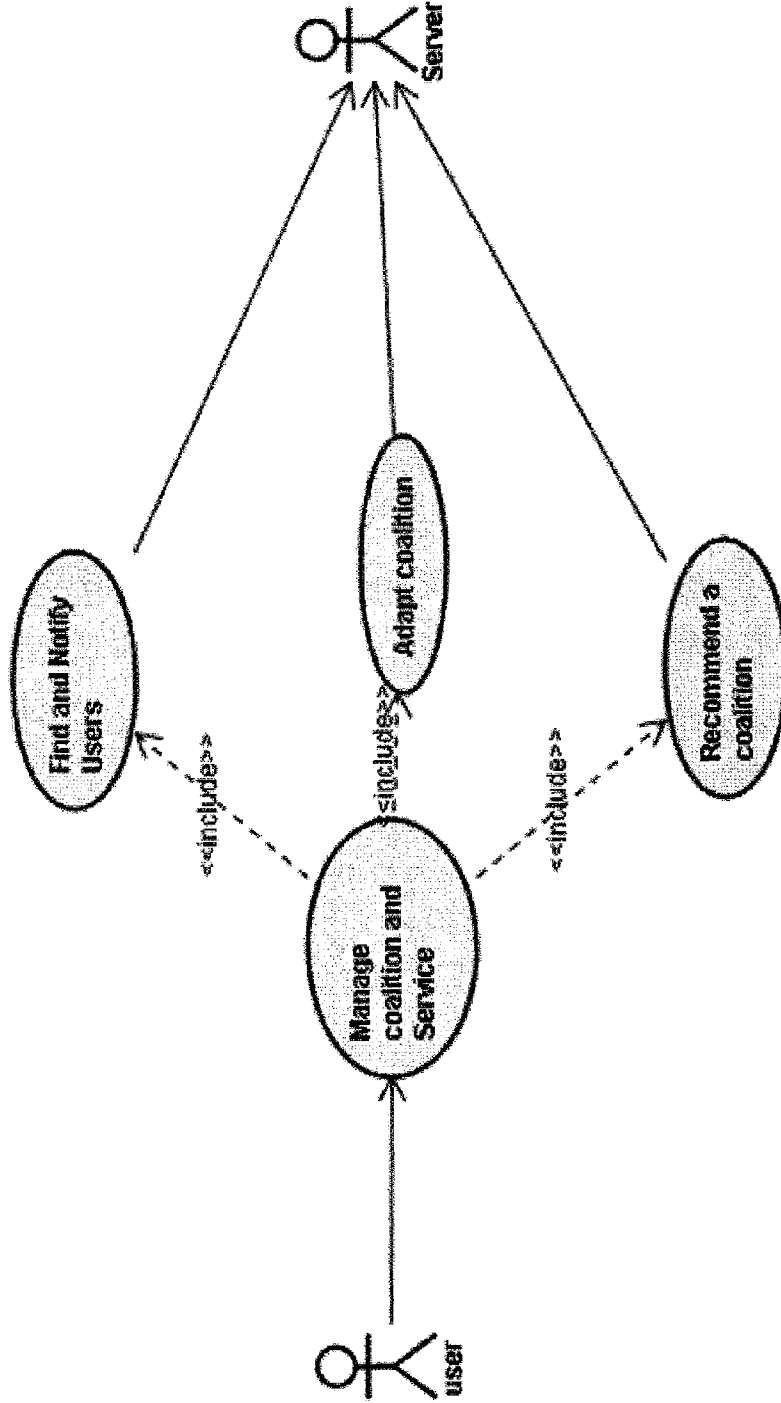 user
Manage
coalition and
Service
<<include>>
<<include>>
<<include>>
Find and Notify
Users
Adapt coalition
Recommend a
coalition
Server